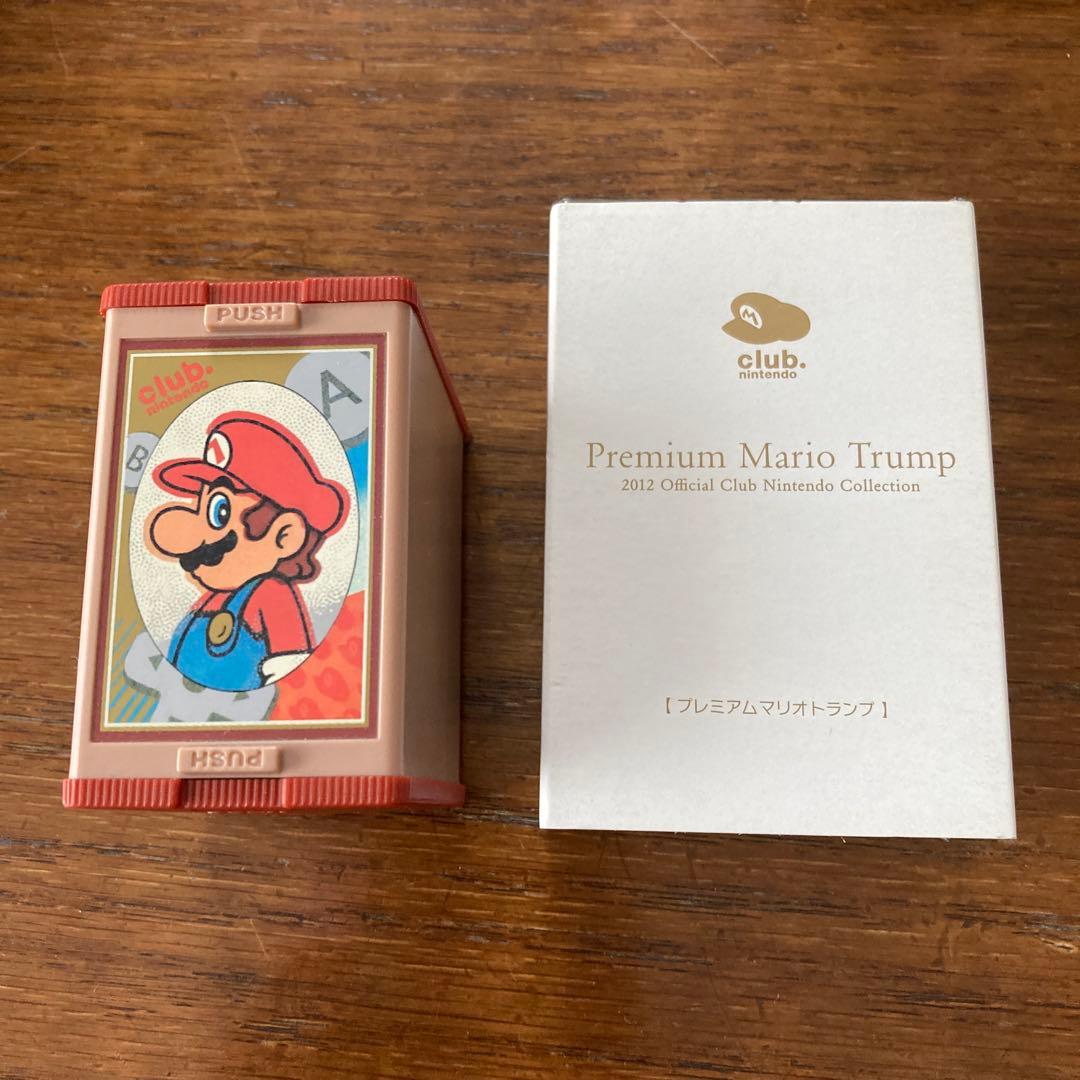 PUSH
club.
nintendo
A
B
M
PUSH
M
club.
nintendo
Premium Mario Trump
2012 Official Club Nintendo Collection
【プレミアムマリオトランプ】